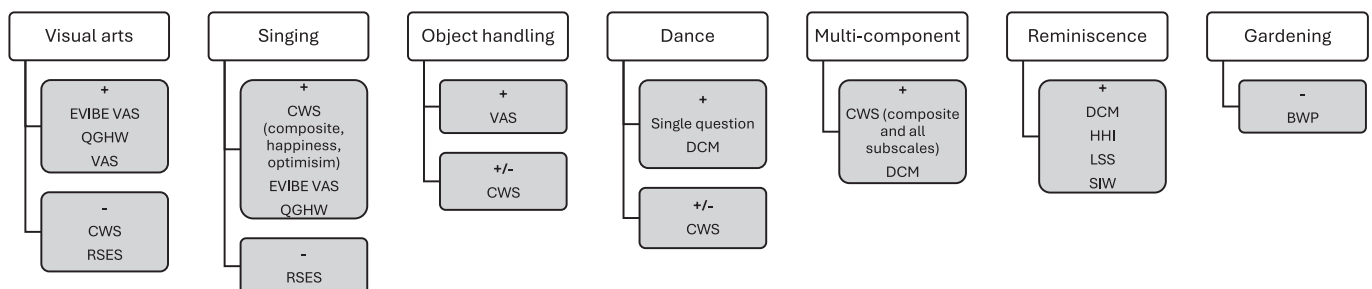 Visual arts
+
EVIBE VAS
QGHW
VAS
-
CWS
RSES
Singing
+
CWS
(composite,
happiness,
optimisim)
EVIBE VAS
QGHW
-
RSES
Object handling
+
VAS
+/-
CWS
Dance
+
Single question
DCM
+/-
CWS
Multi-component
+
CWS (composite
and all
subscales)
DCM
Reminiscence
+
DCM
HHI
LSS
SIW
Gardening
-
BWP